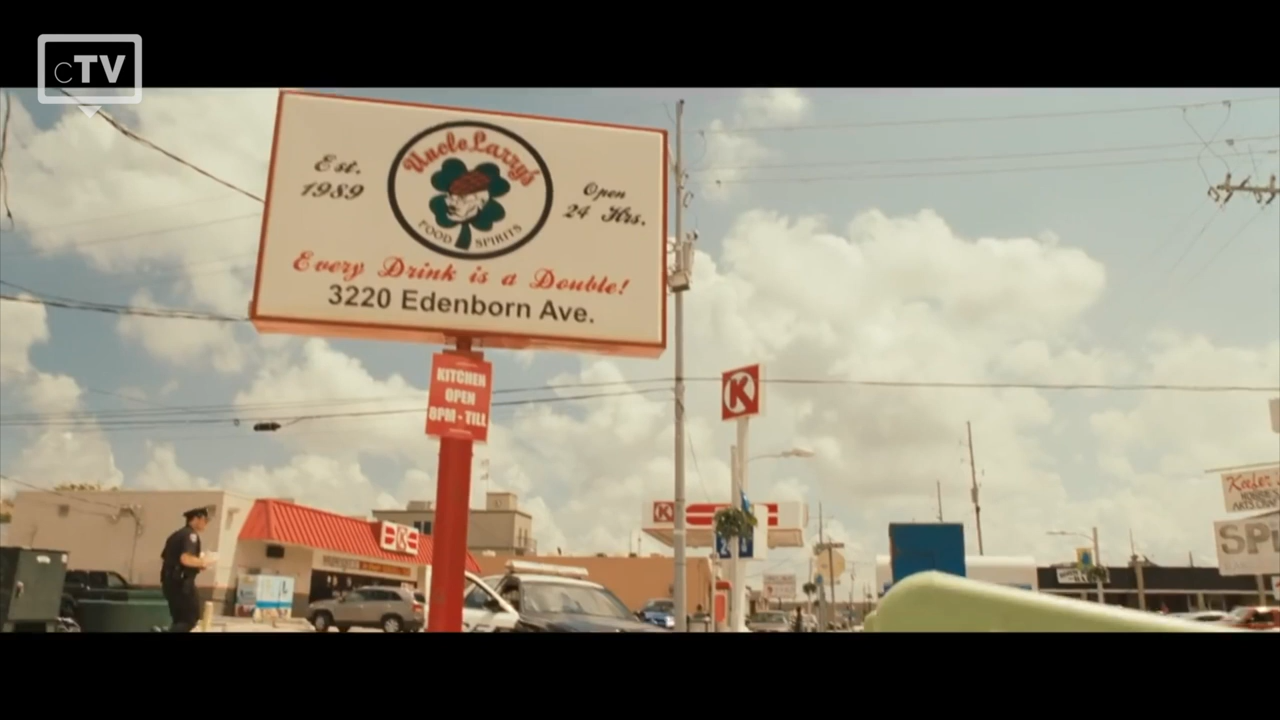 cTV
Est.
1989
Uncle Larry's
FOOD SPIRITS
Open
24 Hrs.
Every Drink is a Double!
3220 Edenborn Ave.
KITCHEN
OPEN
8PM - TILL
K
K
SP